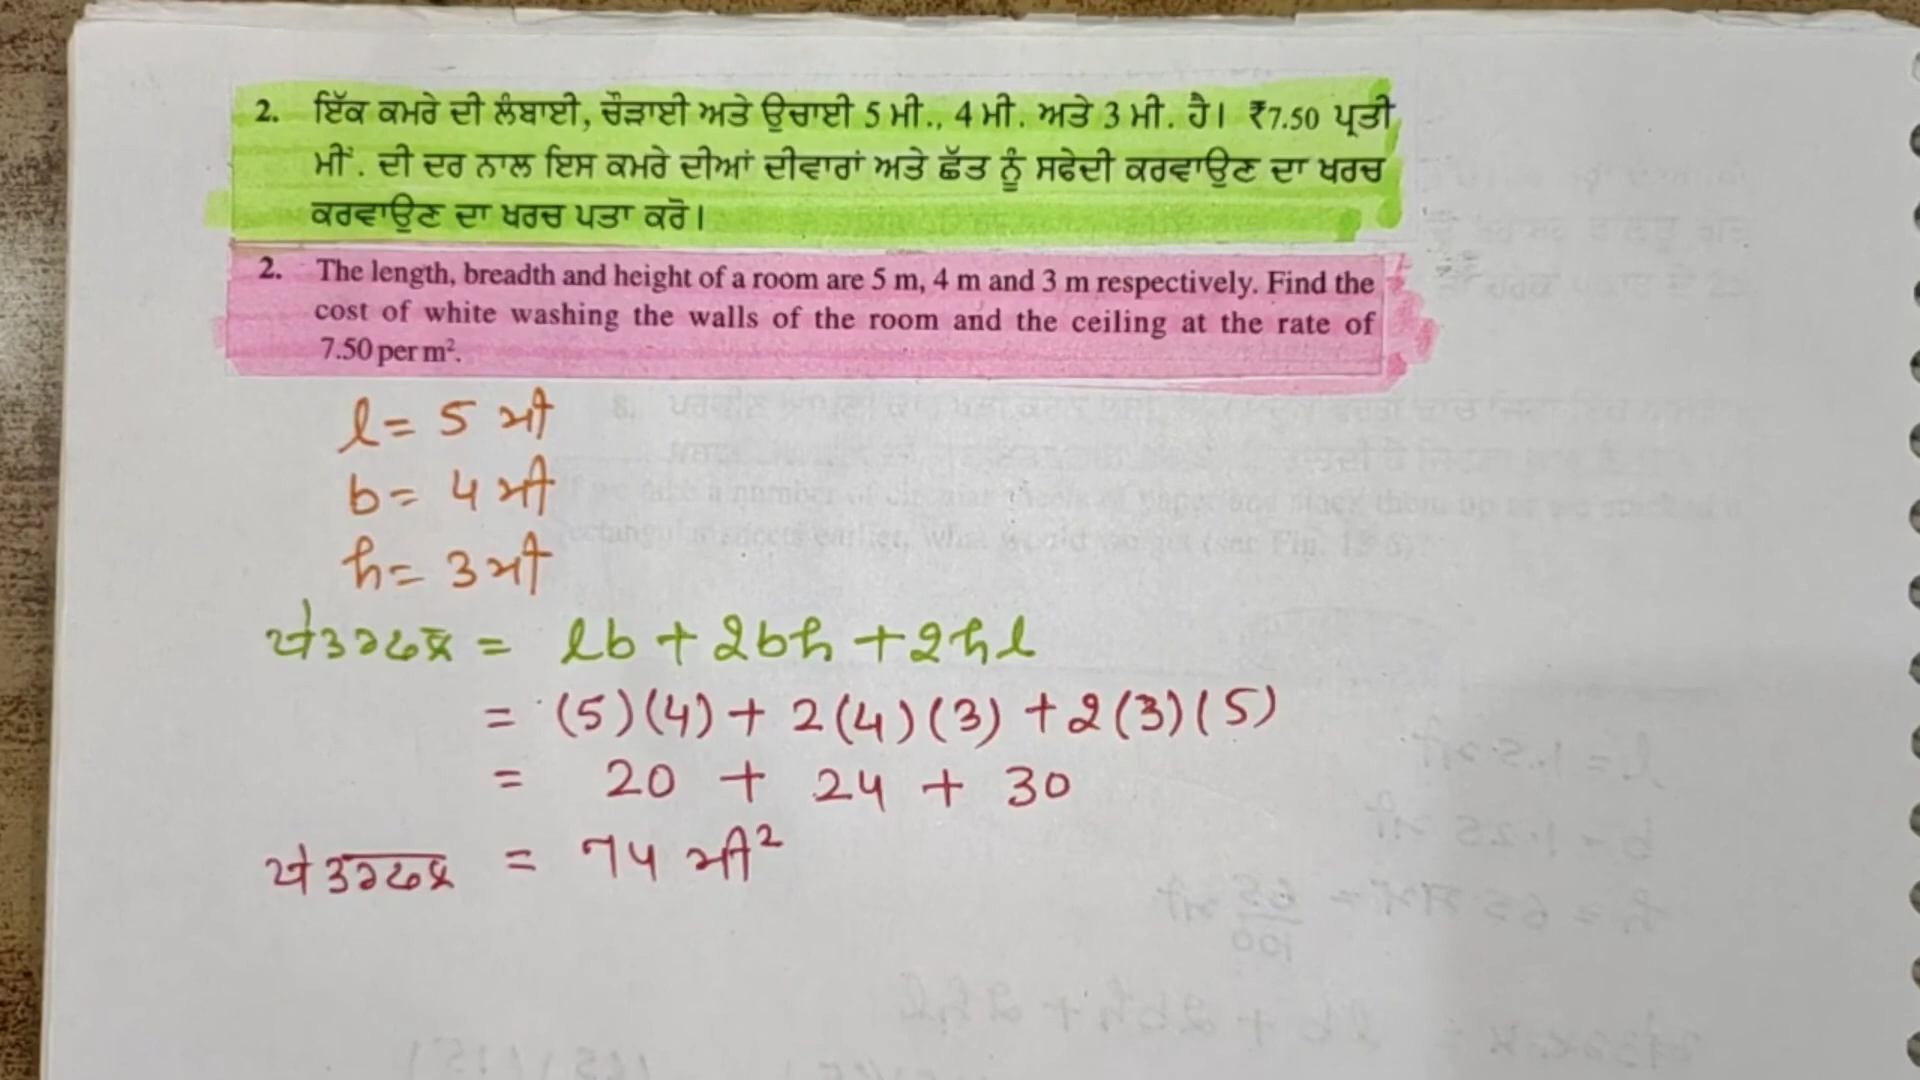 2. ਇੱਕ ਕਮਰੇ ਦੀ ਲੰਬਾਈ, ਚੌੜਾਈ ਅਤੇ ਉਚਾਈ 5 ਮੀ., 4 ਮੀ. ਅਤੇ 3 ਮੀ. ਹੈ। ₹7.50 ਪ੍ਰਤੀ
ਮੀ². ਦੀ ਦਰ ਨਾਲ ਇਸ ਕਮਰੇ ਦੀਆਂ ਦੀਵਾਰਾਂ ਅਤੇ ਛੱਤ ਨੂੰ ਸਫੇਦੀ ਕਰਵਾਉਣ ਦਾ ਖਰਚ
ਕਰਵਾਉਣ ਦਾ ਖਰਚ ਪਤਾ ਕਰੋ।
2. The length, breadth and height of a room are 5 m, 4 m and 3 m respectively. Find the
cost of white washing the walls of the room and the ceiling at the rate of
7.50 per m².
l = 5 ਮੀ
b = 4 ਮੀ
h = 3 ਮੀ
ਖੇਤਰਫਲ = lb + 2bh + 2hl
= (5)(4) + 2(4)(3) + 2(3)(5)
= 20 + 24 + 30
ਖੇਤਰਫਲ = 74 ਮੀ²